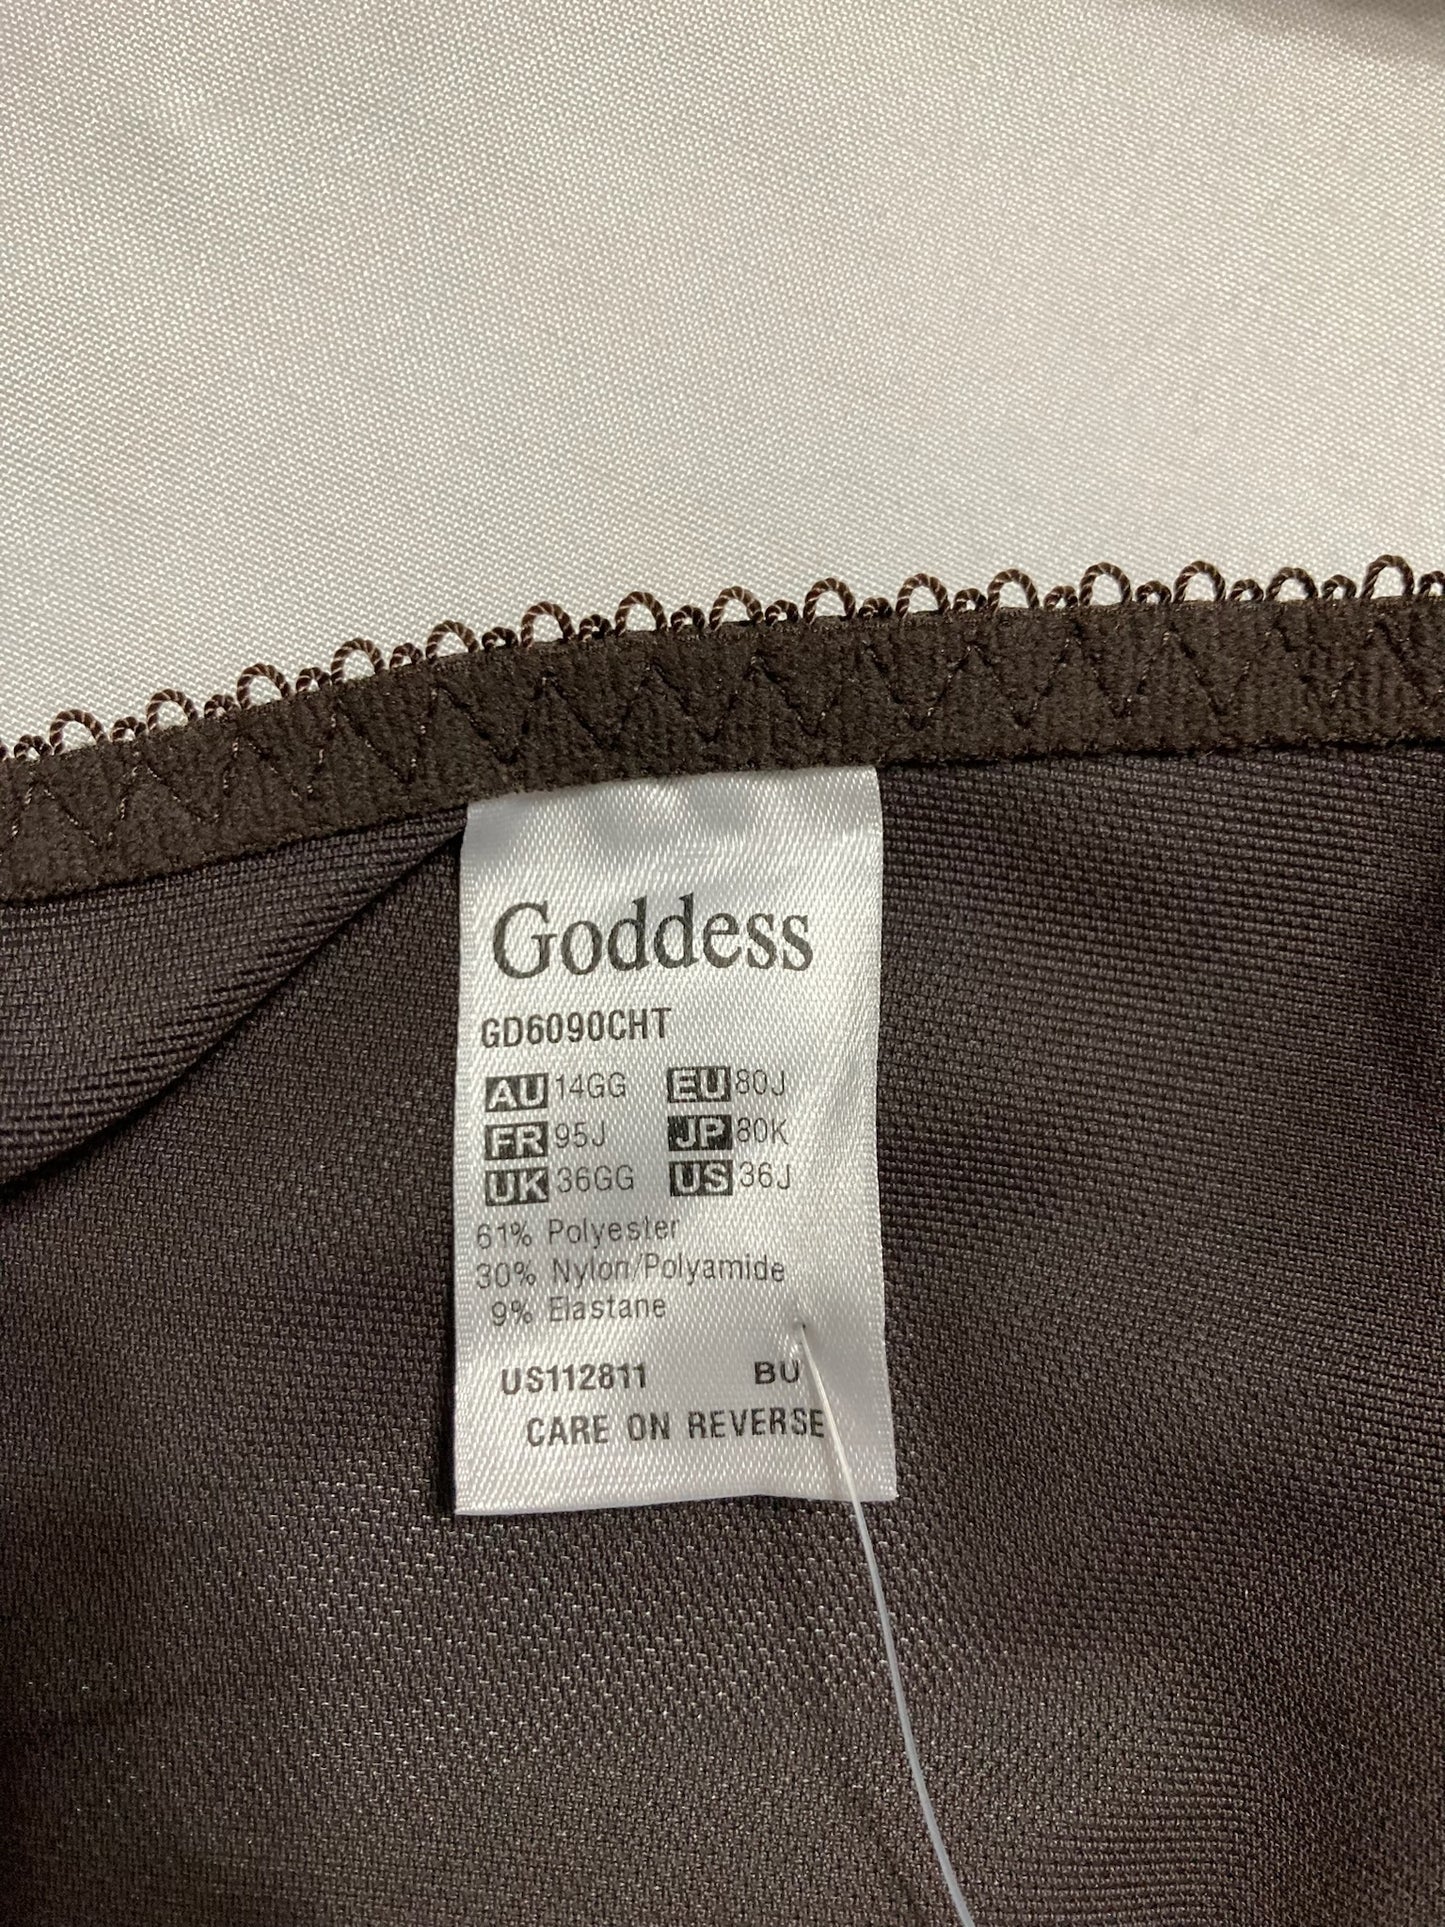 Goddess
GD6090CHT
AU 14GG EU 80J
FR 95J JP 80K
UK 36GG US 36J
61% Polyester
30% Nylon/Polyamide
9% Elastane
US112811 BU
CARE ON REVERSE